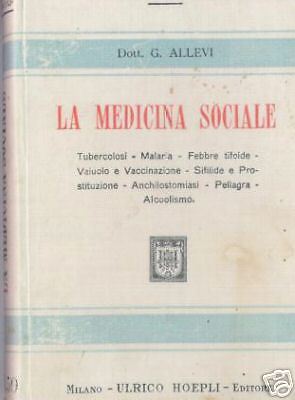 Dott. G. ALLEVI
LA MEDICINA SOCIALE
Tubercolosi - Malaria - Febbre tifoide -
Vaiuolo e Vaccinazione - Sifilide e Pro-
stituzione - Anchilostomiasi - Pellagra -
Alcoolismo.
MILANO - ULRICO HOEPLI - EDITORE